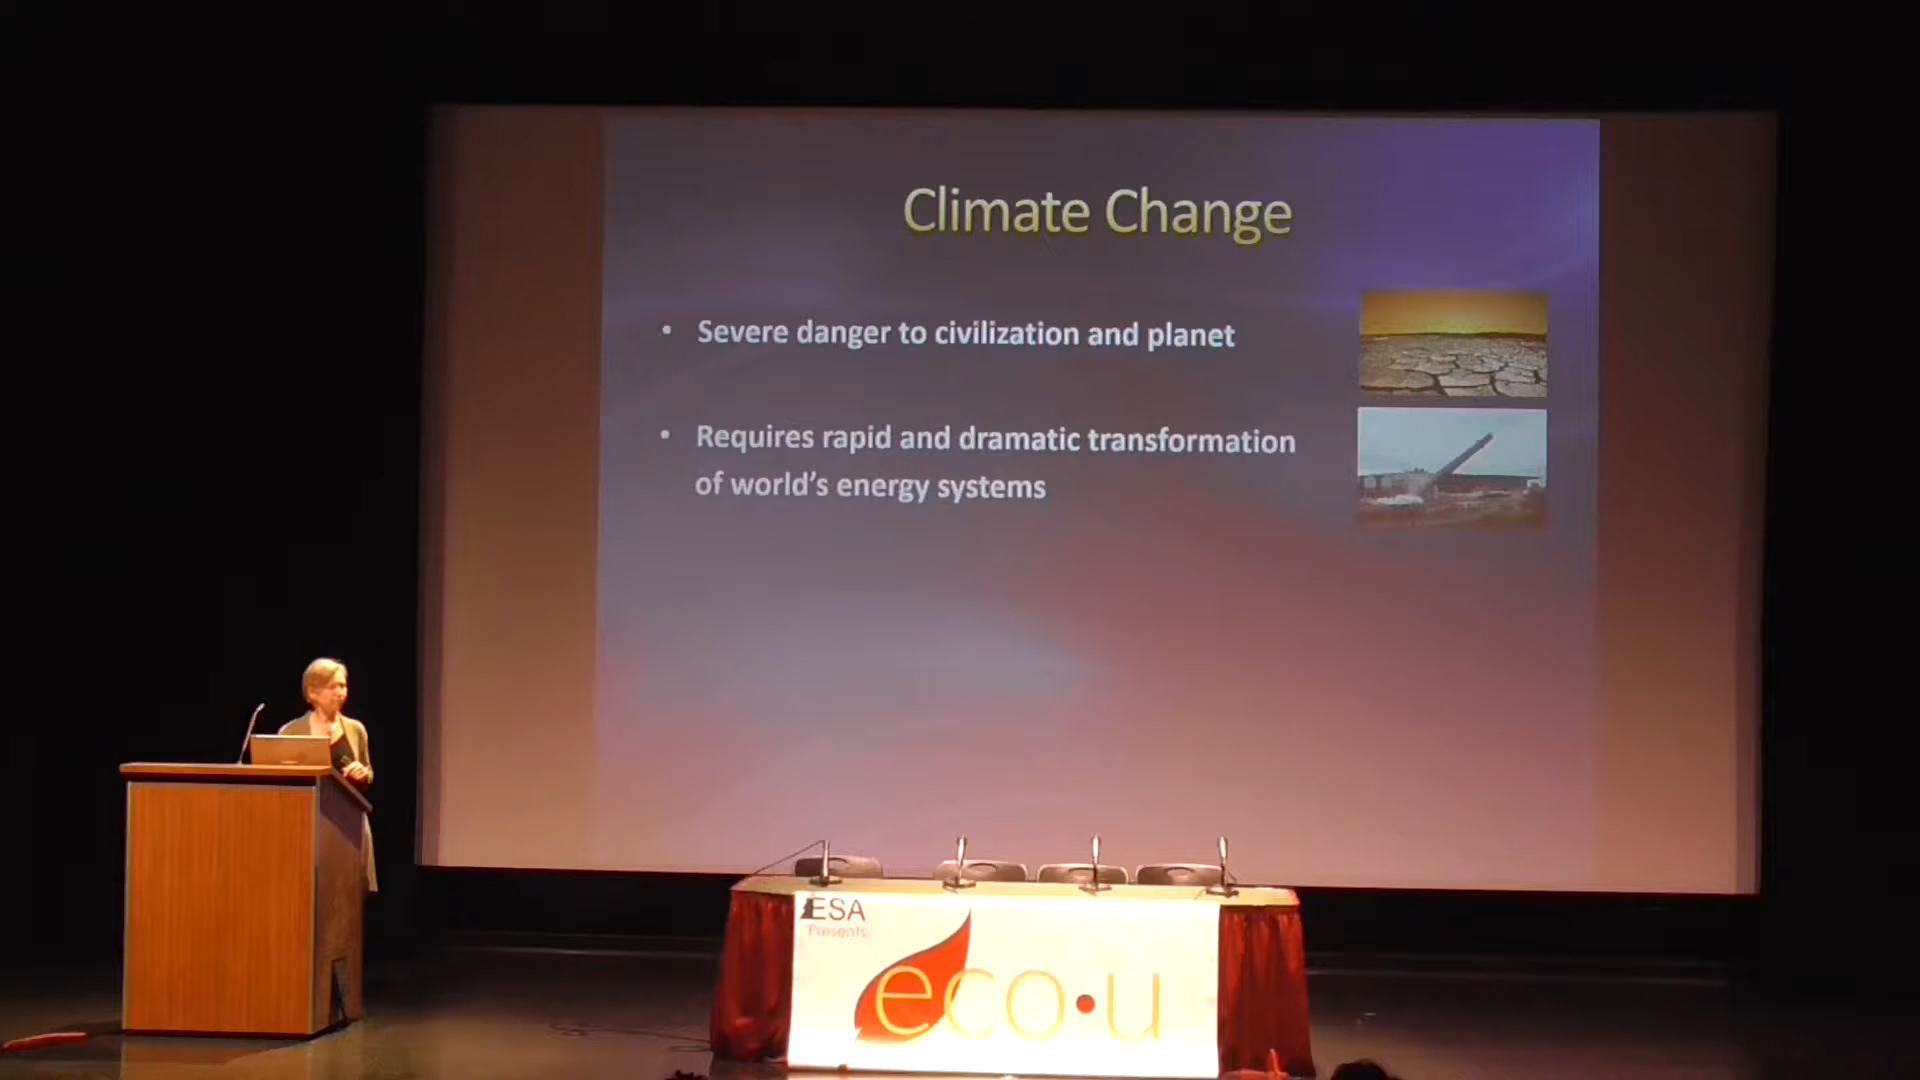 Climate Change
• Severe danger to civilization and planet
• Requires rapid and dramatic transformation
of world's energy systems
ESA
Presents:
eco•u